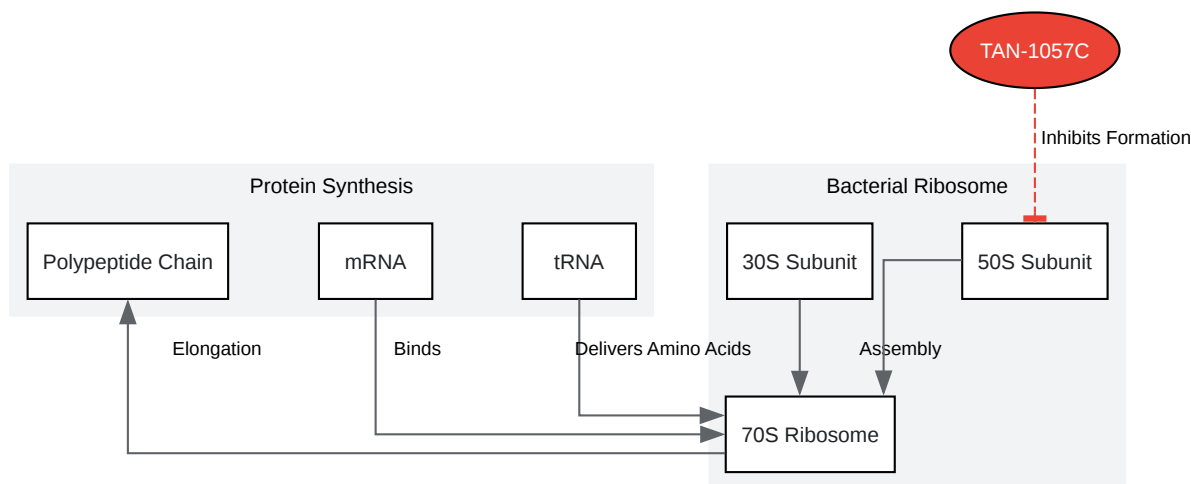 TAN-1057C
Inhibits Formation
Protein Synthesis
Bacterial Ribosome
Polypeptide Chain
mRNA
tRNA
30S Subunit
50S Subunit
Elongation
Binds
Delivers Amino Acids
Assembly
70S Ribosome